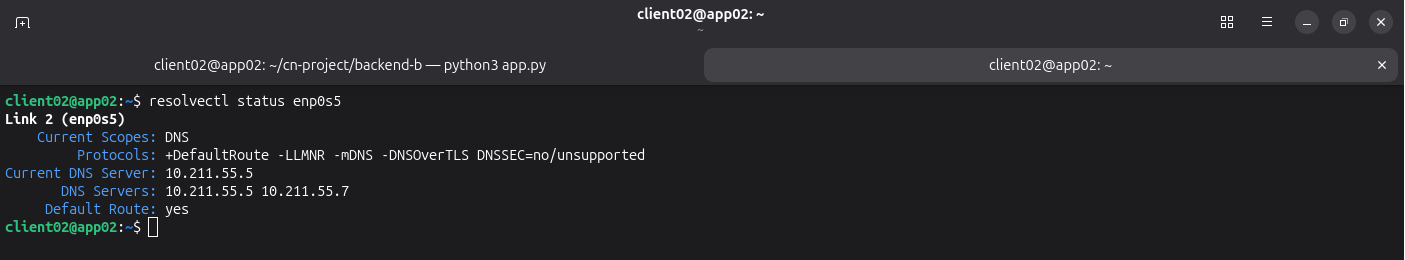 client02@app02: ~
~
client02@app02: ~/cn-project/backend-b — python3 app.py
client02@app02: ~
client02@app02:~$ resolvectl status enp0s5
Link 2 (enp0s5)
    Current Scopes: DNS
         Protocols: +DefaultRoute -LLMNR -mDNS -DNSOverTLS DNSSEC=no/unsupported
Current DNS Server: 10.211.55.5
       DNS Servers: 10.211.55.5 10.211.55.7
     Default Route: yes
client02@app02:~$